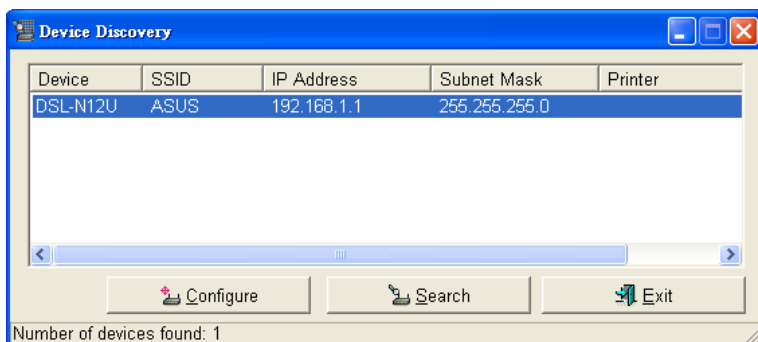 Device Discovery
Device SSID IP Address Subnet Mask Printer
DSL-N12U ASUS 192.168.1.1 255.255.255.0
Configure Search Exit
Number of devices found: 1